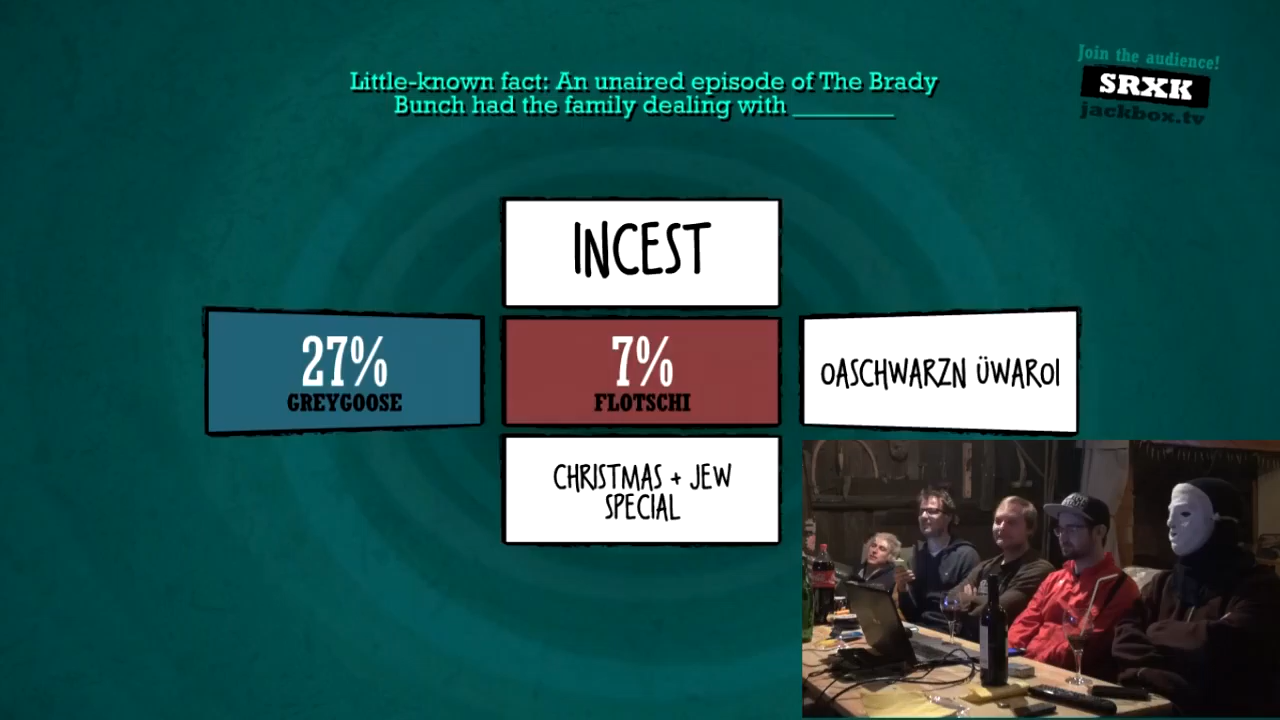 Join the audience!
SRXK
jackbox.tv
Little-known fact: An unaired episode of The Brady
Bunch had the family dealing with __________
INCEST
27%
GREYGOOSE
7%
FLOTSCHI
OASCHWARZN ÜWAROI
CHRISTMAS + JEW
SPECIAL